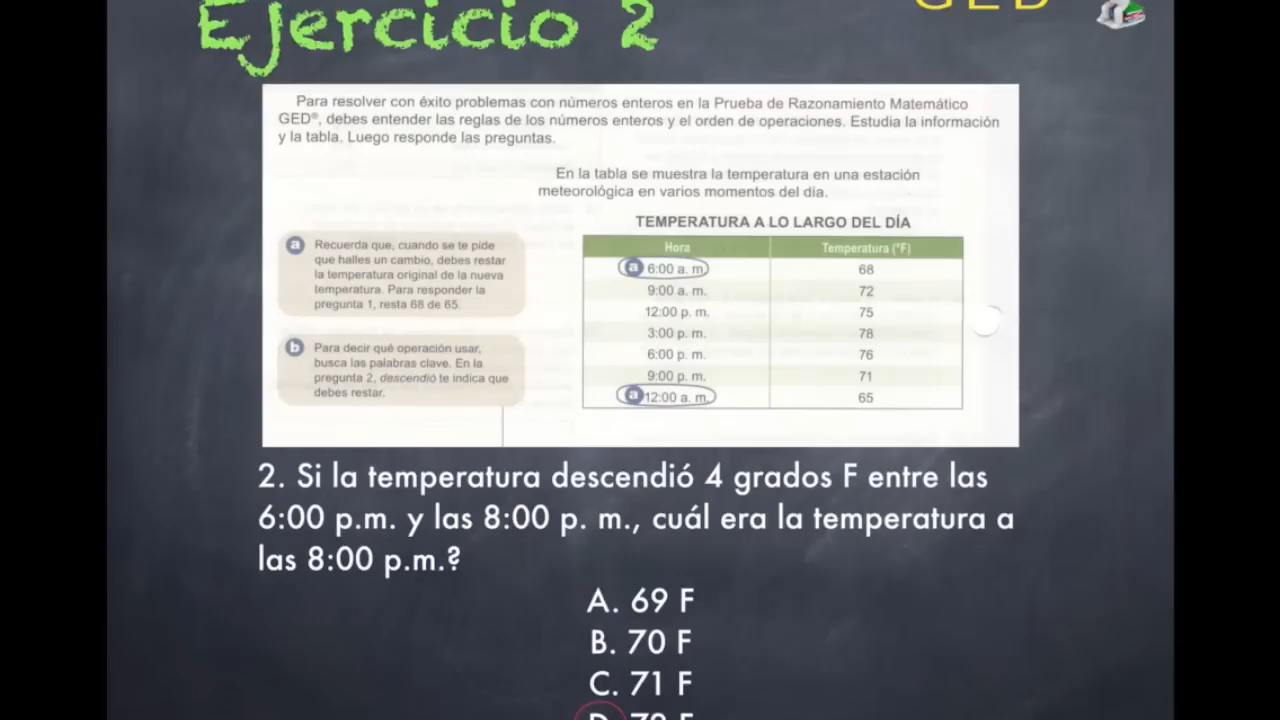 Ejercicio 2
GED
Para resolver con éxito problemas con números enteros en la Prueba de Razonamiento Matemático
GED®, debes entender las reglas de los números enteros y el orden de operaciones. Estudia la información
y la tabla. Luego responde las preguntas.
En la tabla se muestra la temperatura en una estación
meteorológica en varios momentos del día.
TEMPERATURA A LO LARGO DEL DÍA
Hora Temperatura (°F)
a 6:00 a. m. 68
9:00 a. m. 72
12:00 p. m. 75
3:00 p. m. 78
6:00 p. m. 76
9:00 p. m. 71
a 12:00 a. m. 65
a Recuerda que, cuando se te pide
que halles un cambio, debes restar
la temperatura original de la nueva
temperatura. Para responder la
pregunta 1, resta 68 de 65.
b Para decir qué operación usar,
busca las palabras clave. En la
pregunta 2, descendió te indica que
debes restar.
2. Si la temperatura descendió 4 grados F entre las
6:00 p.m. y las 8:00 p. m., cuál era la temperatura a
las 8:00 p.m.?
A. 69 F
B. 70 F
C. 71 F
D. 72 F